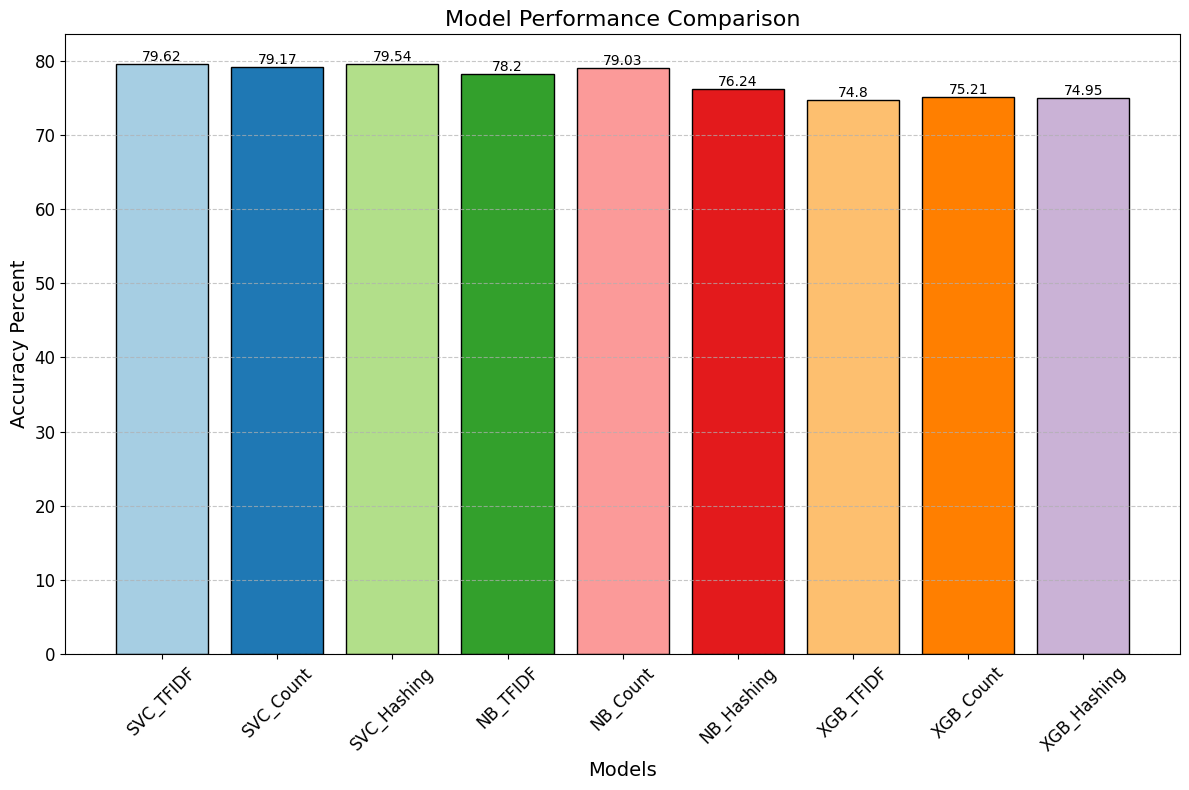 Model Performance Comparison
79.62
79.17
79.54
78.2
79.03
76.24
74.8
75.21
74.95
80
70
60
50
40
30
20
10
0
Accuracy Percent
SVC_TFIDF
SVC_Count
SVC_Hashing
NB_TFIDF
NB_Count
NB_Hashing
XGB_TFIDF
XGB_Count
XGB_Hashing
Models